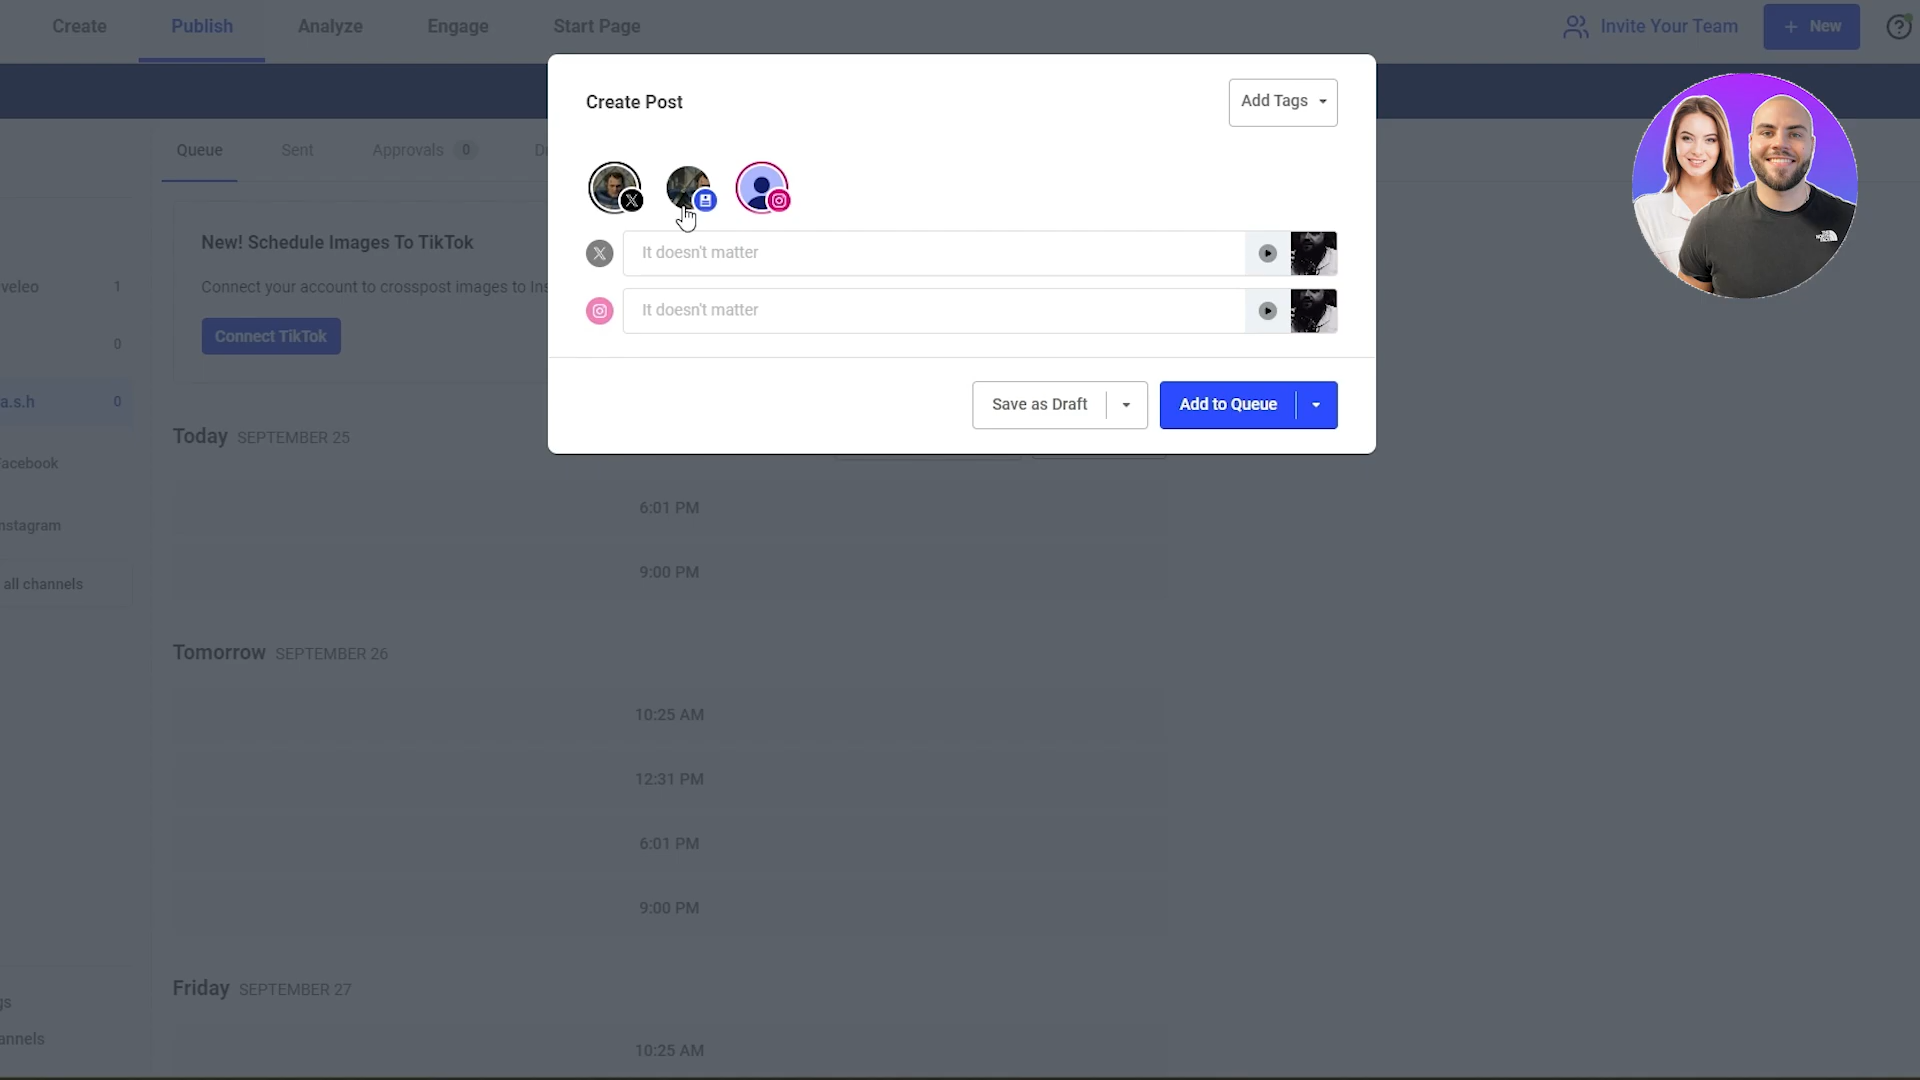 Create
Publish
Analyze
Engage
Start Page
Invite Your Team
+ New
Create Post
Add Tags
Queue
Sent
Approvals 0
It doesn't matter
New! Schedule Images To TikTok
veleo 1
Connect your account to crosspost images to Ins
It doesn't matter
Connect TikTok
0
a.s.h 0
Save as Draft
Add to Queue
Today SEPTEMBER 25
acebook
6:01 PM
nstagram
9:00 PM
all channels
Tomorrow SEPTEMBER 26
10:25 AM
12:31 PM
6:01 PM
9:00 PM
Friday SEPTEMBER 27
gs
annels
10:25 AM